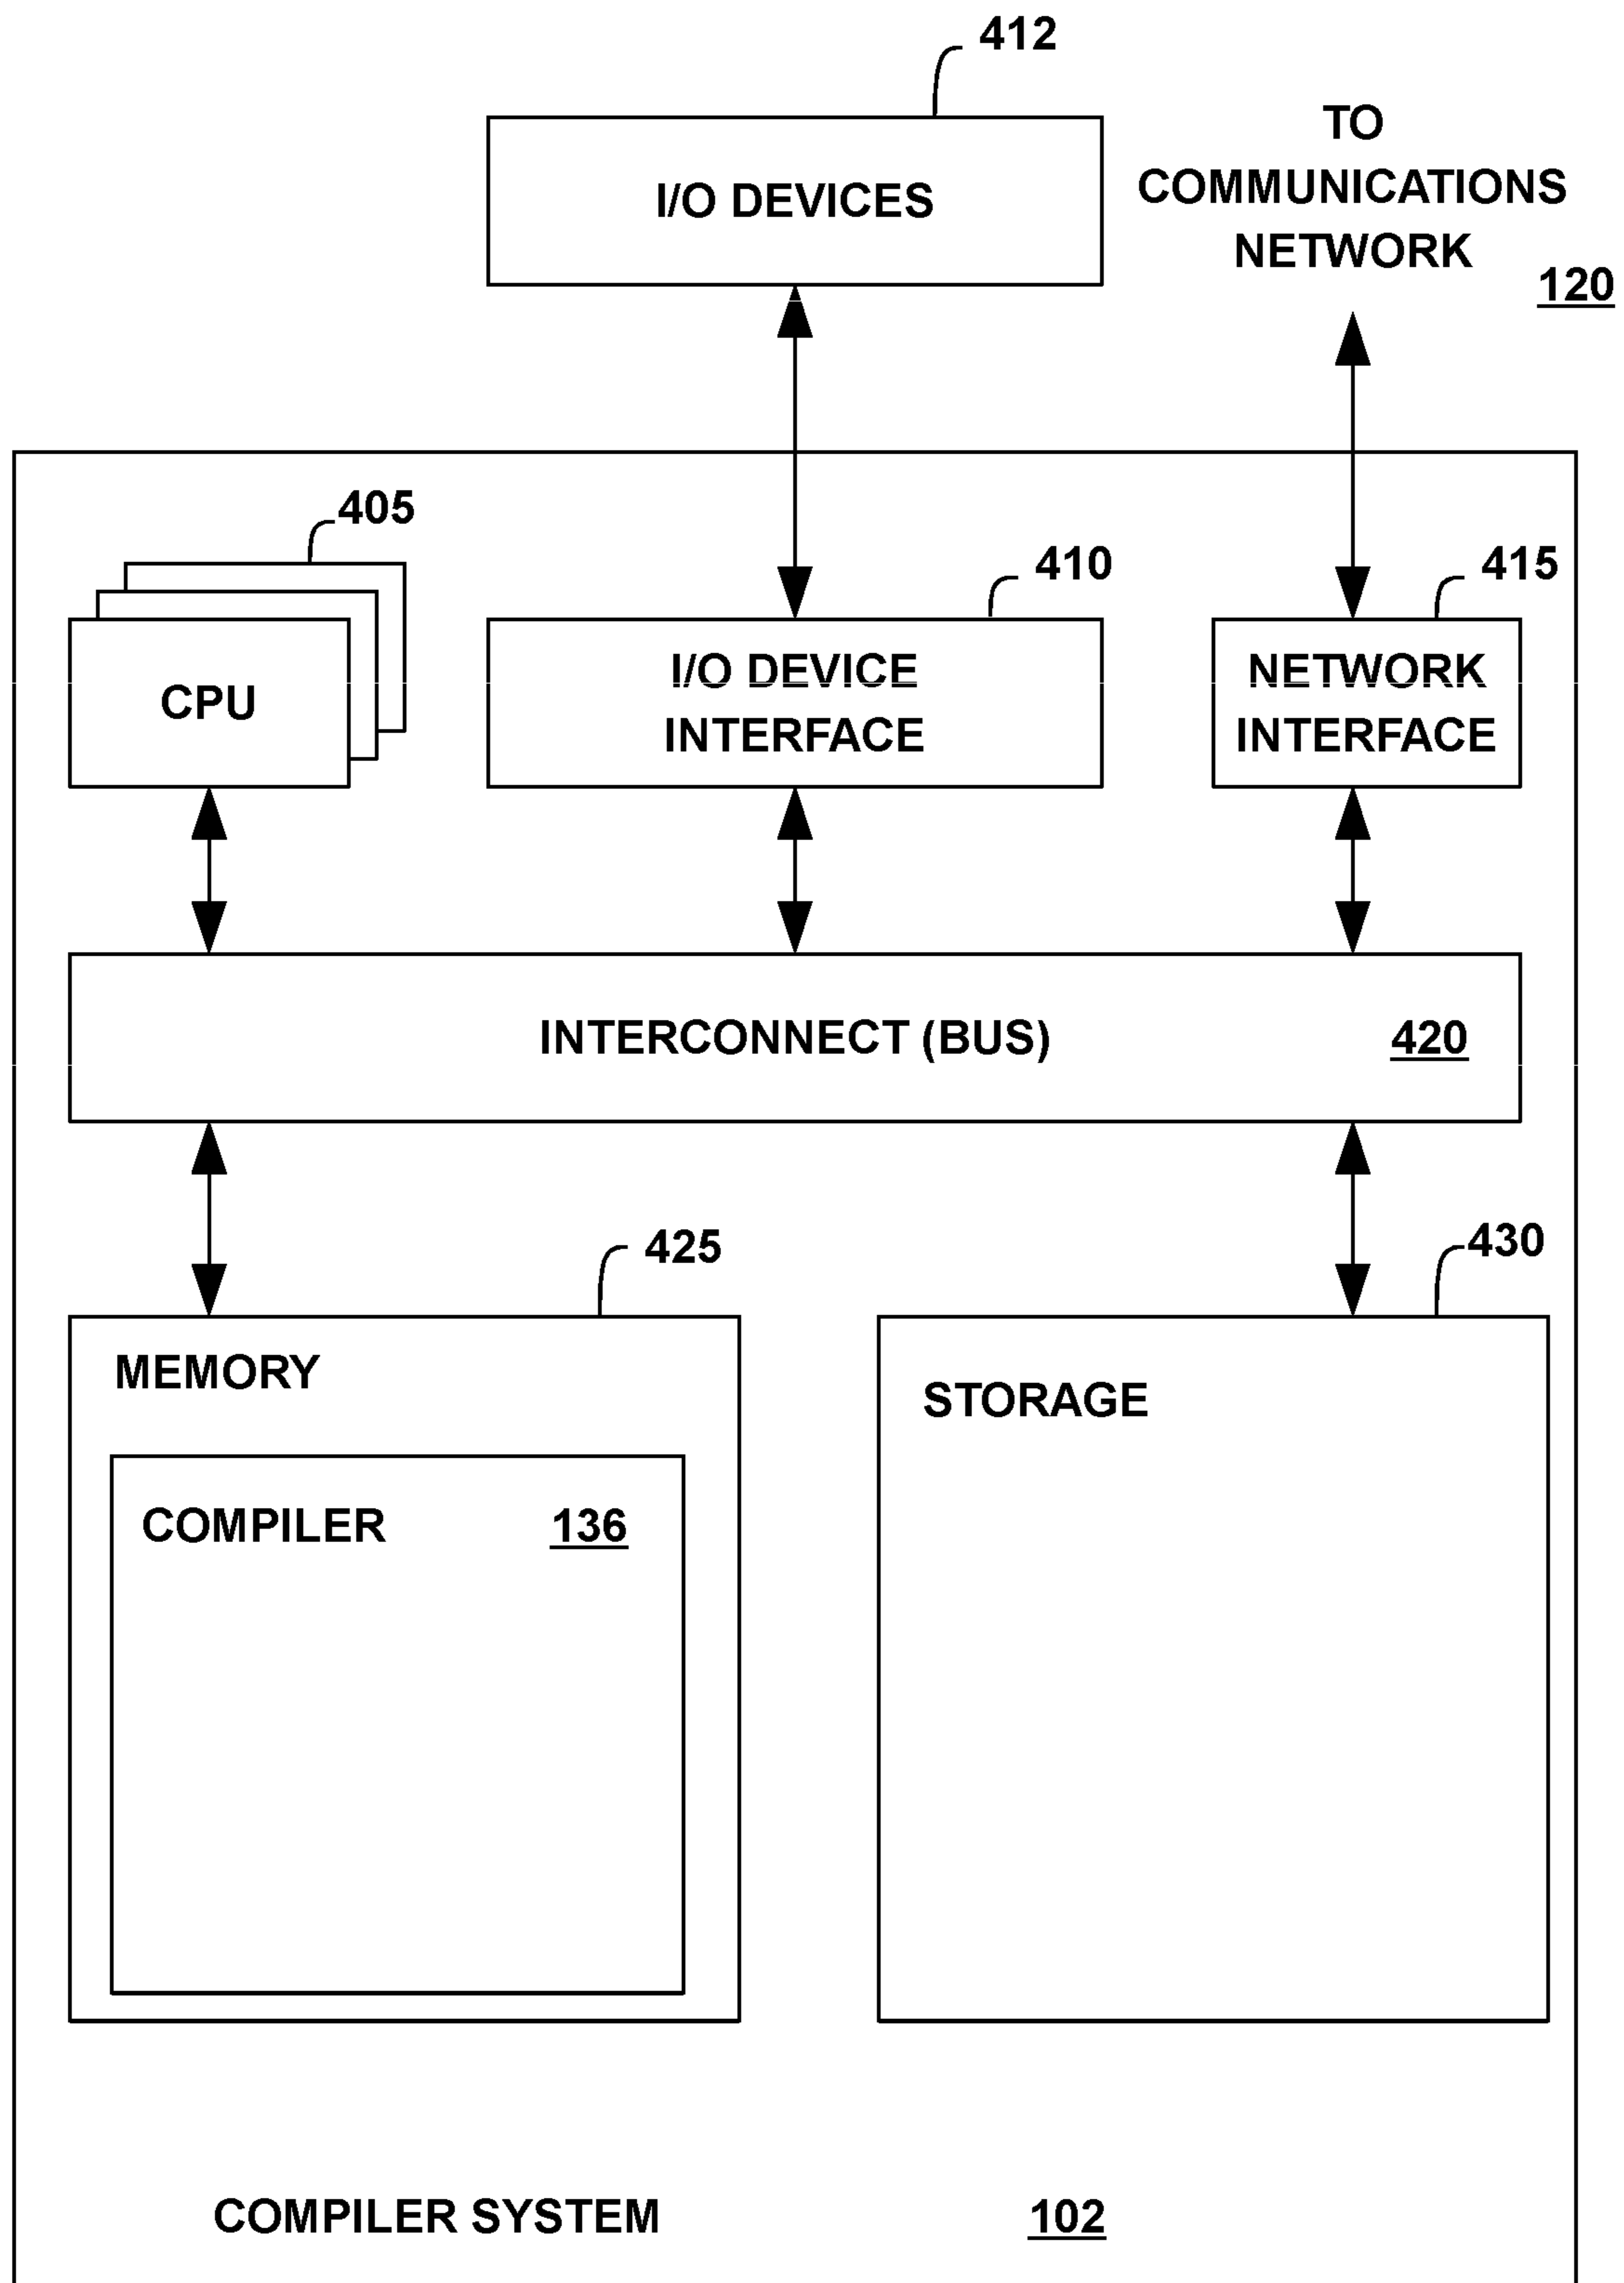 412
I/O DEVICES
TO
COMMUNICATIONS
NETWORK
120
405
410
415
CPU
I/O DEVICE
INTERFACE
NETWORK
INTERFACE
INTERCONNECT (BUS) 420
425
430
MEMORY
STORAGE
COMPILER 136
COMPILER SYSTEM 102